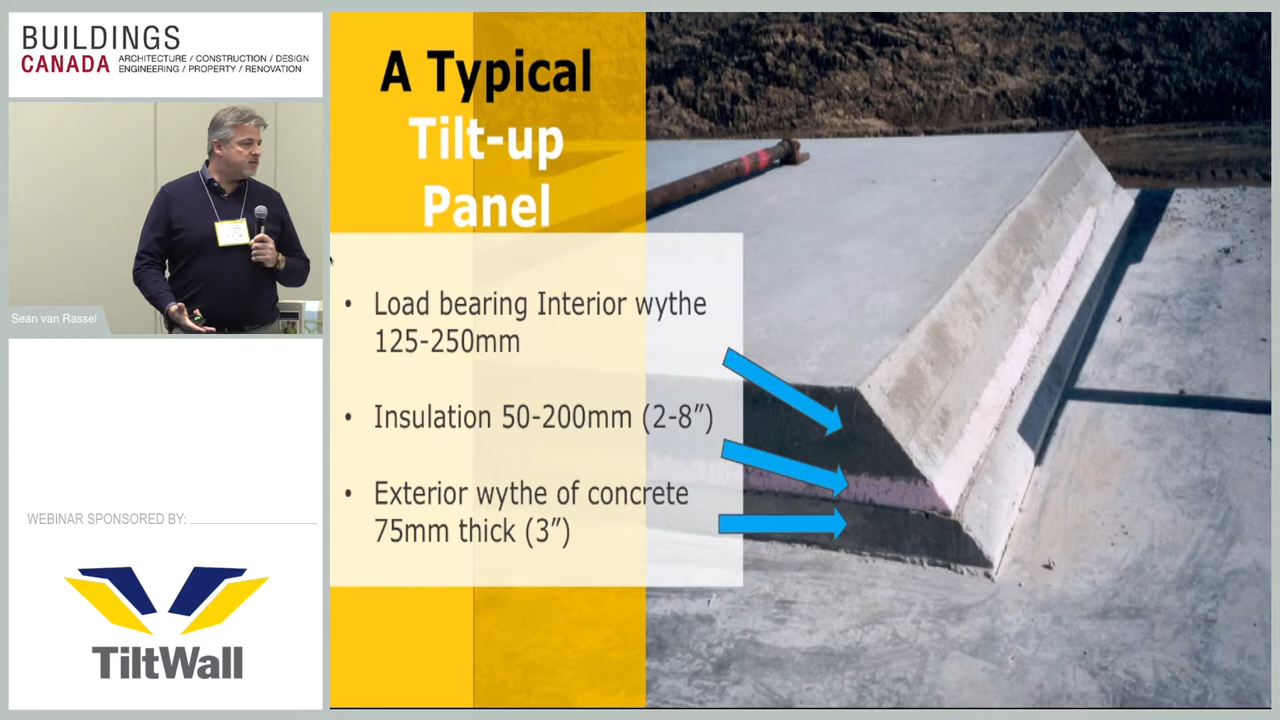 BUILDINGS
CANADA
ARCHITECTURE / CONSTRUCTION / DESIGN
ENGINEERING / PROPERTY / RENOVATION
Sean van Rassel
WEBINAR SPONSORED BY:
TiltWall
A Typical
Tilt-up
Panel
• Load bearing Interior wythe
125-250mm
• Insulation 50-200mm (2-8”)
• Exterior wythe of concrete
75mm thick (3”)